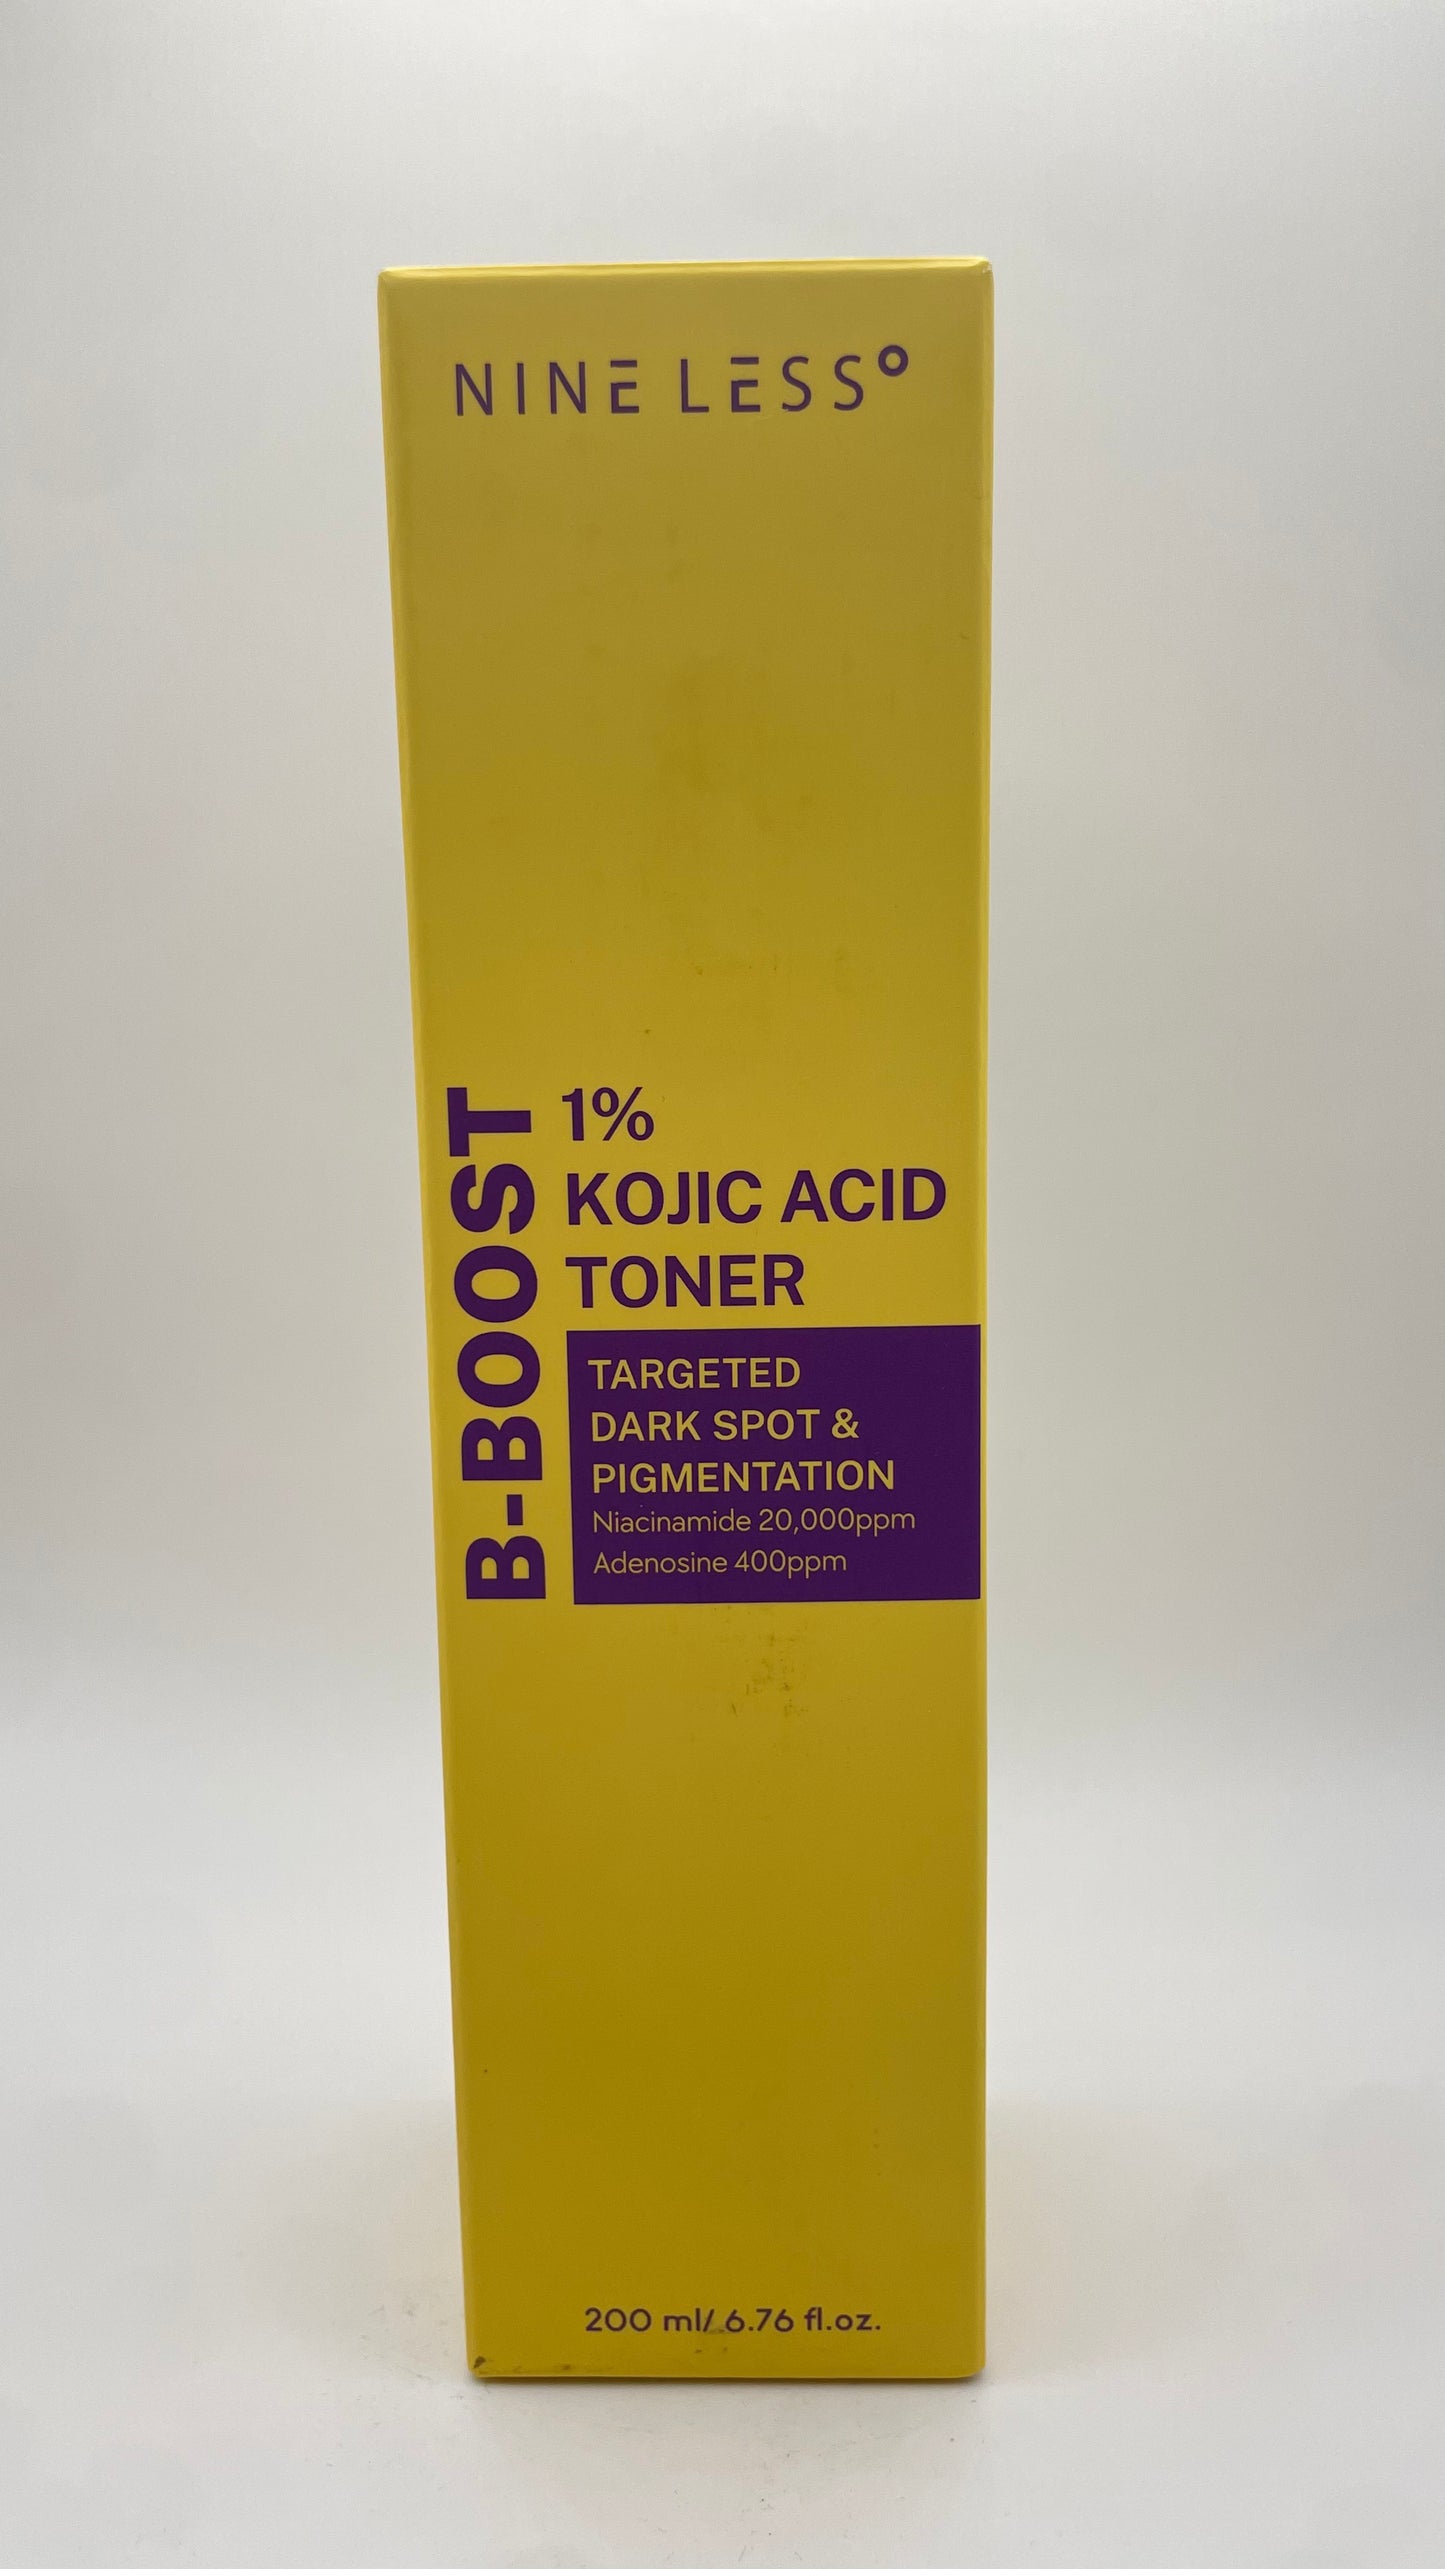 NINE LESS°
B-BOOST
1%
KOJIC ACID
TONER
TARGETED
DARK SPOT &
PIGMENTATION
Niacinamide 20,000ppm
Adenosine 400ppm
200 ml/ 6.76 fl.oz.